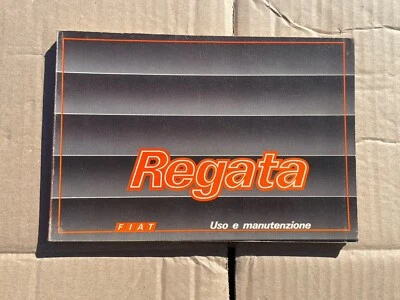 Regata
FIAT Uso e manutenzione